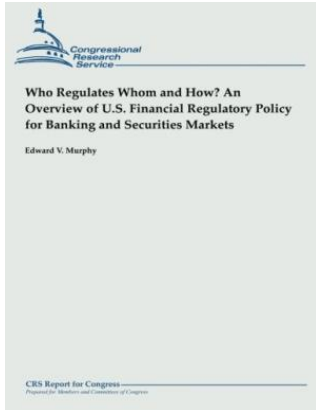 Congressional
Research
Service
Who Regulates Whom and How? An
Overview of U.S. Financial Regulatory Policy
for Banking and Securities Markets
Edward V. Murphy
CRS Report for Congress
Prepared for Members and Committees of Congress